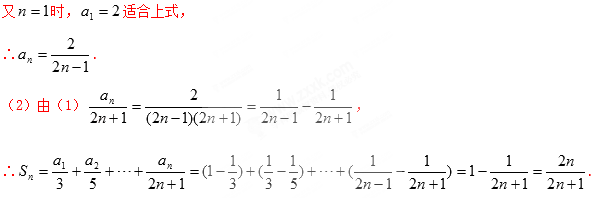 又 n = 1时，a₁ = 2 适合上式，
∴ aₙ = 2/(2n−1).
（2）由（1） aₙ/(2n+1) = 2/((2n−1)(2n+1)) = 1/(2n−1) − 1/(2n+1)，
∴ Sₙ = a₁/3 + a₂/5 + ⋯ + aₙ/(2n+1) = (1 − 1/3) + (1/3 − 1/5) + ⋯ + (1/(2n−1) − 1/(2n+1)) = 1 − 1/(2n+1) = 2n/(2n+1).